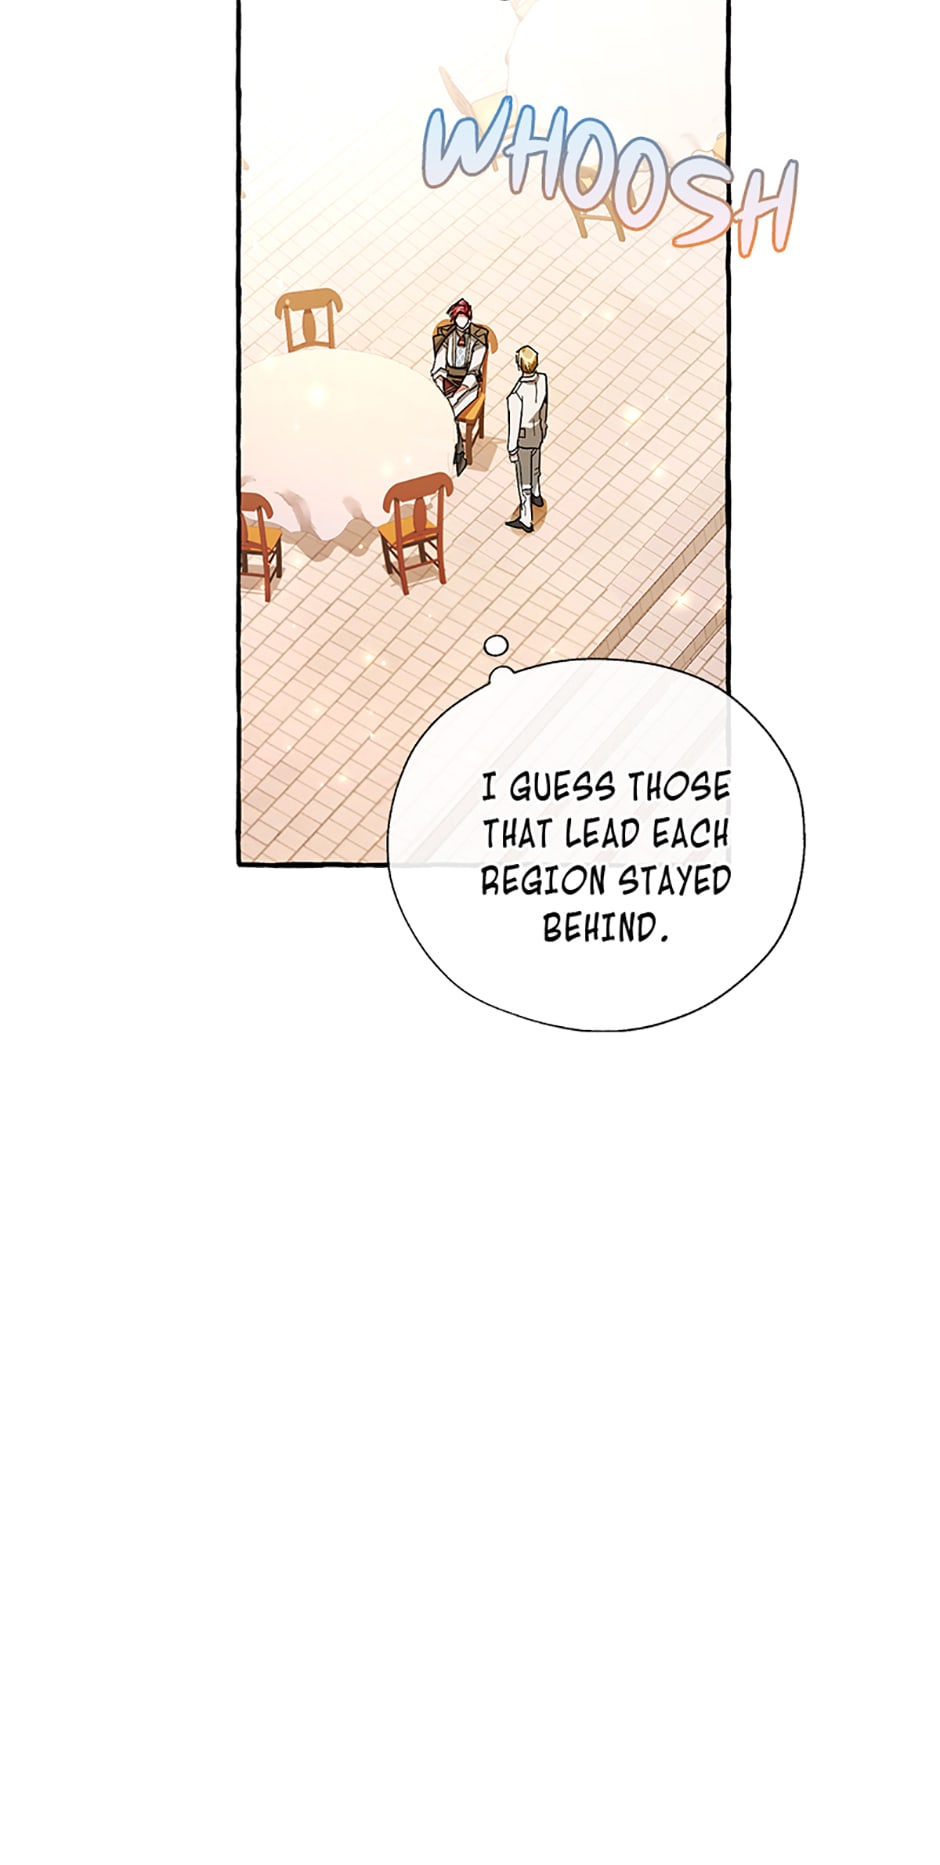 WHOOSH
I GUESS THOSE
THAT LEAD EACH
REGION STAYED
BEHIND.